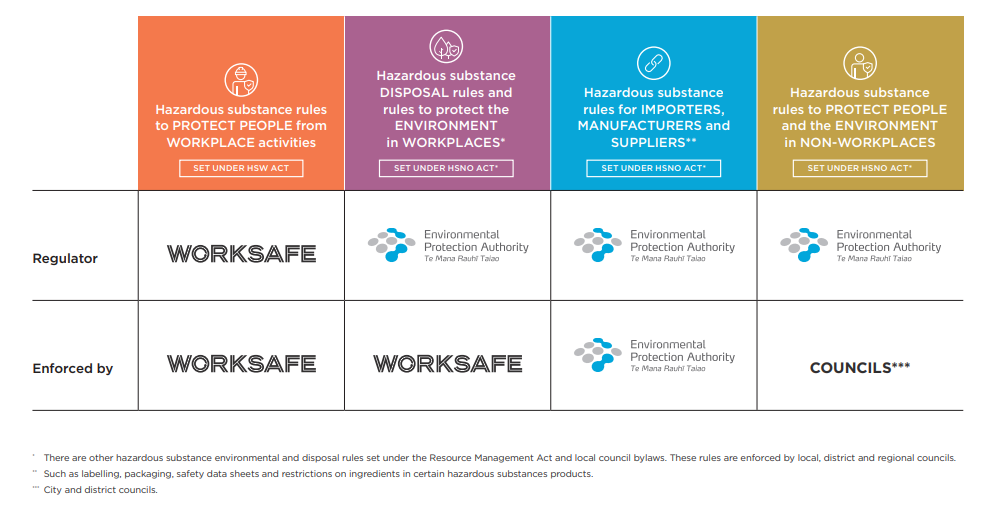 Hazardous substance rules
to PROTECT PEOPLE from
WORKPLACE activities
SET UNDER HSW ACT
Hazardous substance
DISPOSAL rules and
rules to protect the
ENVIRONMENT
in WORKPLACES*
SET UNDER HSNO ACT*
Hazardous substance
rules for IMPORTERS,
MANUFACTURERS and
SUPPLIERS**
SET UNDER HSNO ACT*
Hazardous substance
rules to PROTECT PEOPLE
and the ENVIRONMENT
in NON-WORKPLACES
SET UNDER HSNO ACT*
Regulator
WORKSAFE
Environmental
Protection Authority
Te Mana Rauhī Taiao
Environmental
Protection Authority
Te Mana Rauhī Taiao
Environmental
Protection Authority
Te Mana Rauhī Taiao
Enforced by
WORKSAFE
WORKSAFE
Environmental
Protection Authority
Te Mana Rauhī Taiao
COUNCILS***
* There are other hazardous substance environmental and disposal rules set under the Resource Management Act and local council bylaws. These rules are enforced by local, district and regional councils.
** Such as labelling, packaging, safety data sheets and restrictions on ingredients in certain hazardous substances products.
*** City and district councils.